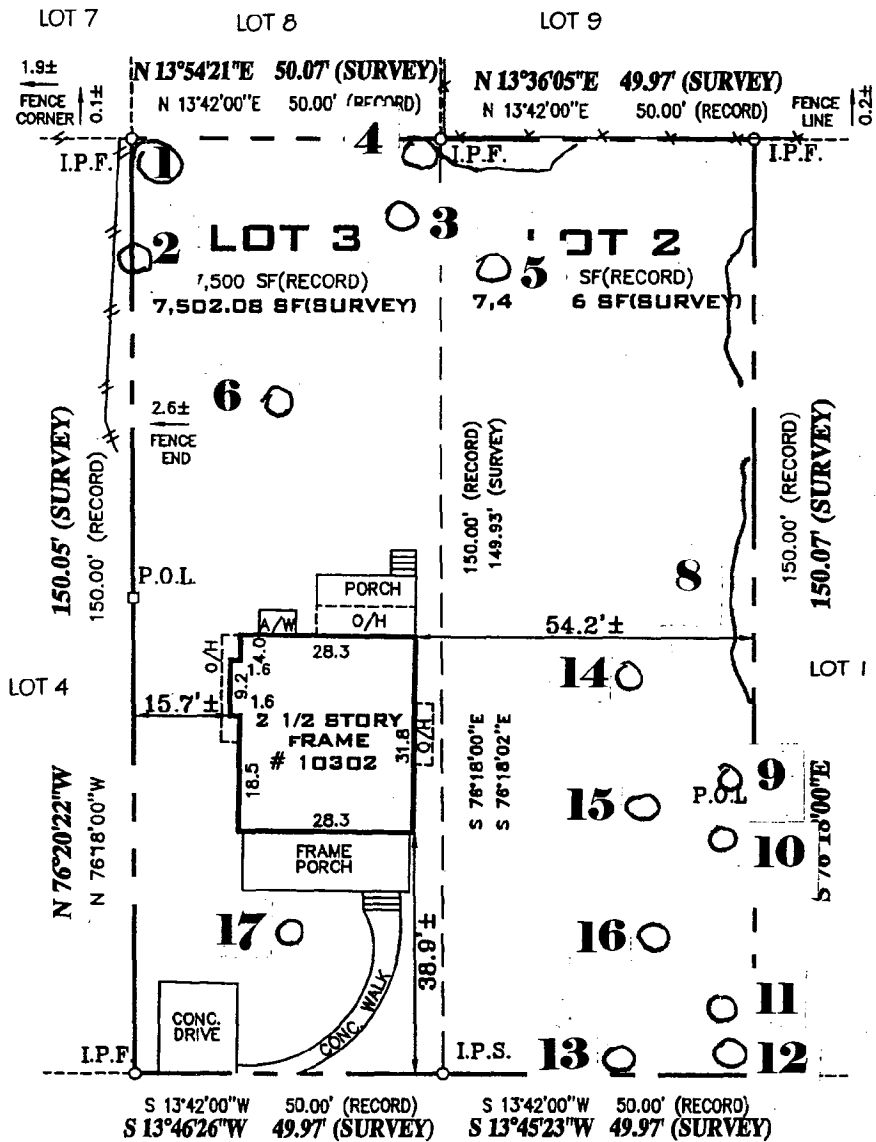 LOT 7
LOT 8
LOT 9
N 13°54'21"E 50.07' (SURVEY)
N 13°42'00"E 50.00' (RECORD)
N 13°36'05"E 49.97' (SURVEY)
N 13°42'00"E 50.00' (RECORD)
1.9±
FENCE
CORNER
0.1±
FENCE
LINE
0.2±
I.P.F.
1
4
I.P.F.
I.P.F.
2
LOT 3
3
OT 2
,500 SF(RECORD)
7,502.08 SF(SURVEY)
5
SF(RECORD)
7,4 6 SF(SURVEY)
6
2.6±
FENCE
END
150.05' (SURVEY)
150.00' (RECORD)
150.00' (RECORD)
149.93' (SURVEY)
150.00' (RECORD)
150.07' (SURVEY)
P.O.L.
8
PORCH
O/H
A/W
O/H
4.0
28.3
54.2'±
14
LOT 4
LOT 1
9.2
1.6
1.6
15.7'±
2 1/2 STORY
FRAME
# 10302
31.8
O/H
18.5
28.3
S 76°18'00"E
S 76°18'02"E
9
P.O.L
15
10
S 76°18'00"E
N 76°20'22"W
N 76°18'00"W
FRAME
PORCH
17
38.9'±
16
11
CONC.
DRIVE
CONC. WALK
I.P.F.
I.P.S.
13
12
S 13°42'00"W 50.00' (RECORD)
S 13°46'26"W 49.97' (SURVEY)
S 13°42'00"W 50.00' (RECORD)
S 13°45'23"W 49.97' (SURVEY)